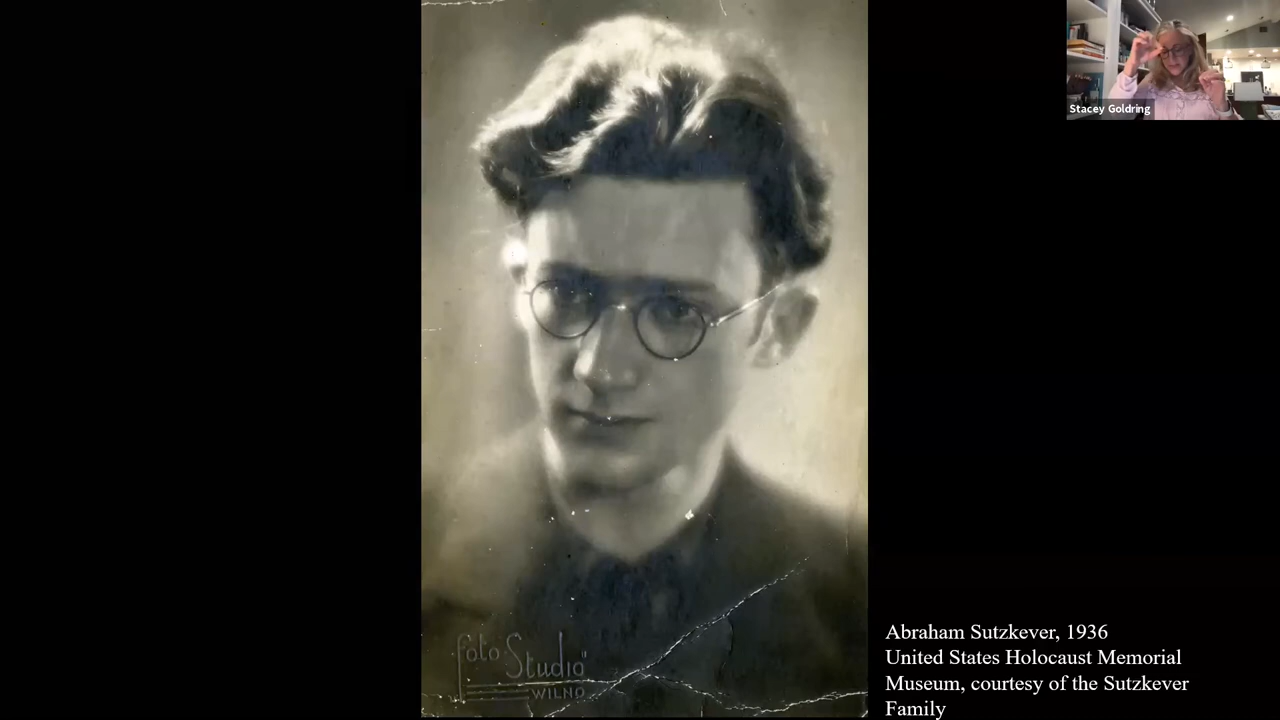 Stacey Goldring
foto Studio"
WILNO
Abraham Sutzkever, 1936
United States Holocaust Memorial
Museum, courtesy of the Sutzkever
Family